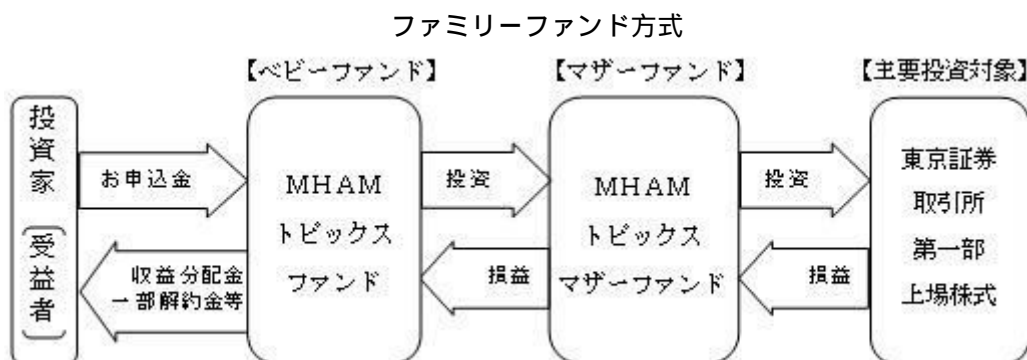 ファミリーファンド方式
【ベビーファンド】
【マザーファンド】
【主要投資対象】
投資家
〔受益者〕
お申込金
収益分配金
一部解約金等
MHAM
トピックス
ファンド
投資
損益
MHAM
トピックス
マザーファンド
投資
損益
東京証券
取引所
第一部
上場株式